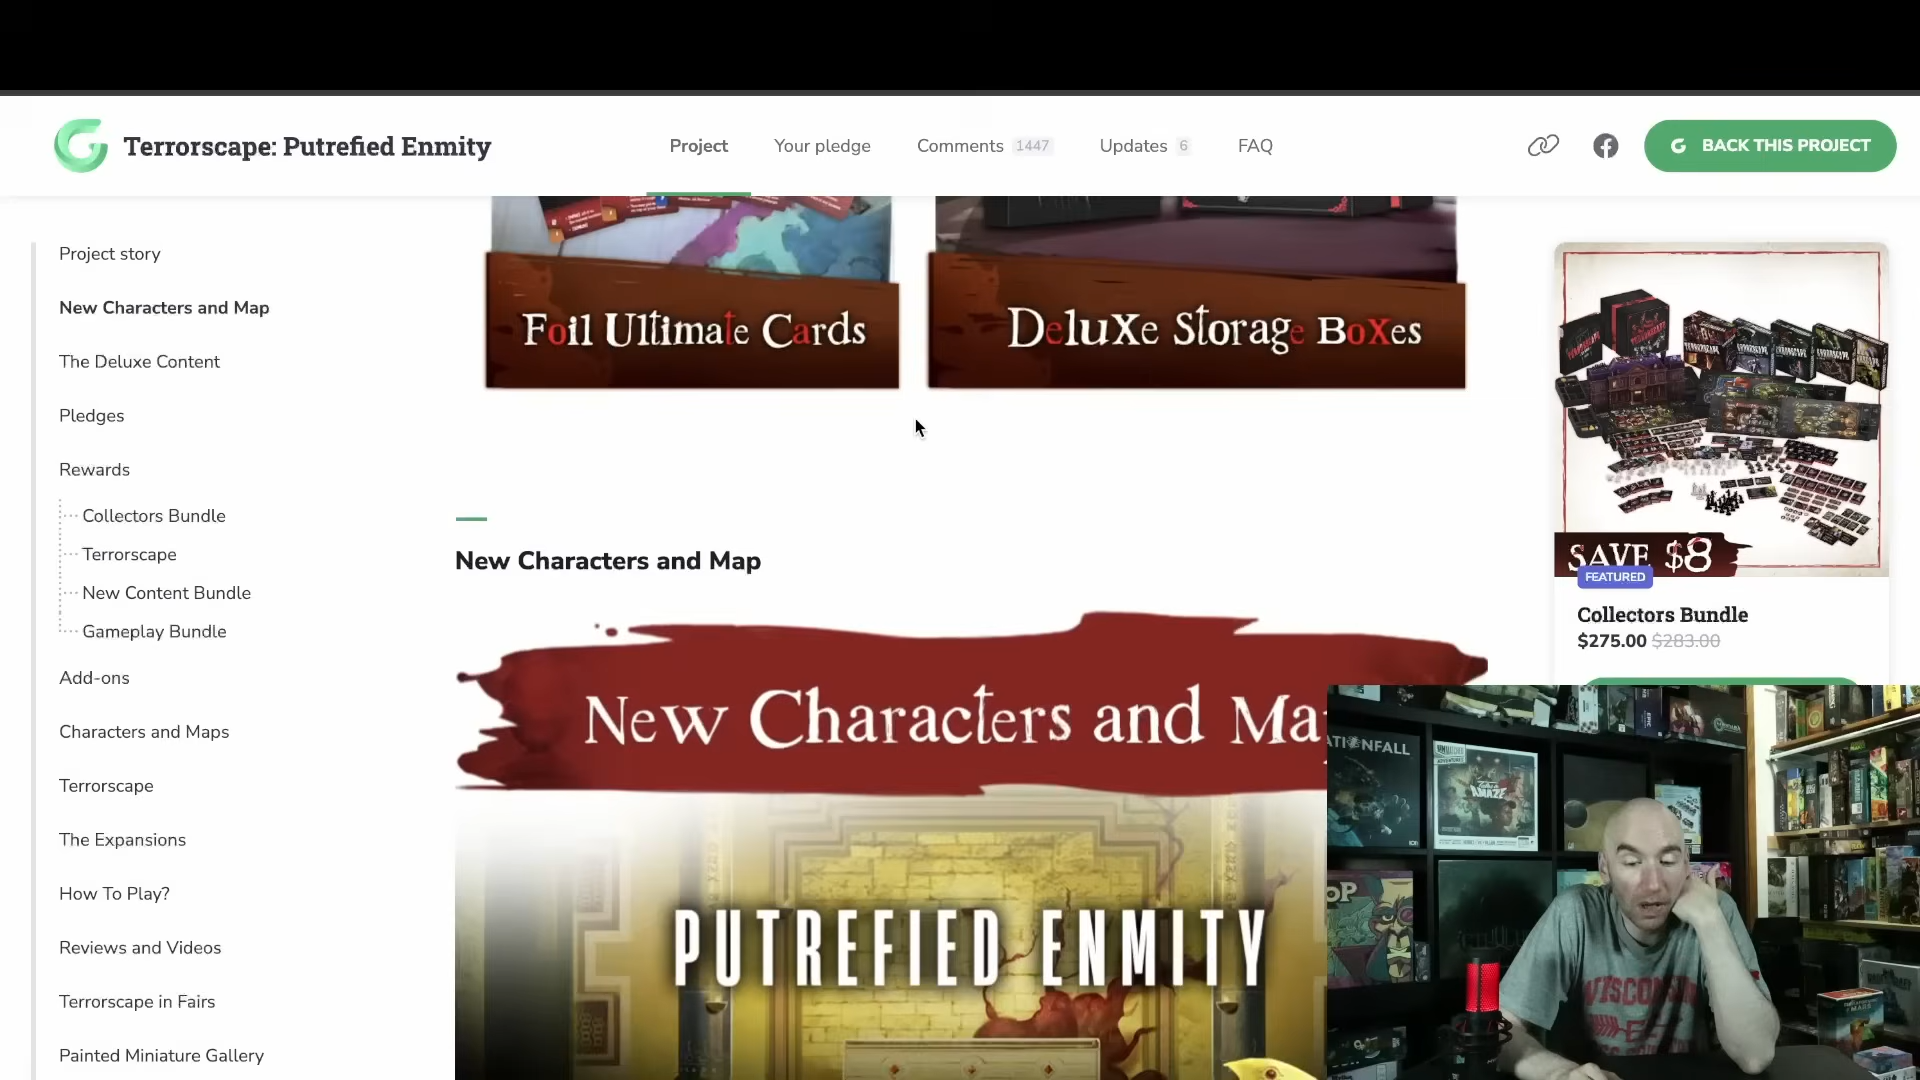 Terrorscape: Putrefied Enmity
Project
Your pledge
Comments 1447
Updates 6
FAQ
BACK THIS PROJECT
Project story
New Characters and Map
The Deluxe Content
Pledges
Rewards
Collectors Bundle
Terrorscape
New Content Bundle
Gameplay Bundle
Add-ons
Characters and Maps
Terrorscape
The Expansions
How To Play?
Reviews and Videos
Terrorscape in Fairs
Painted Miniature Gallery
Foil Ultimate Cards
Deluxe Storage Boxes
New Characters and Map
New Characters and Ma
PUTREFIED ENMITY
SAVE $8
FEATURED
Collectors Bundle
$275.00 $283.00
ATIONFALL
AMAZE
OP
WISCONSIN